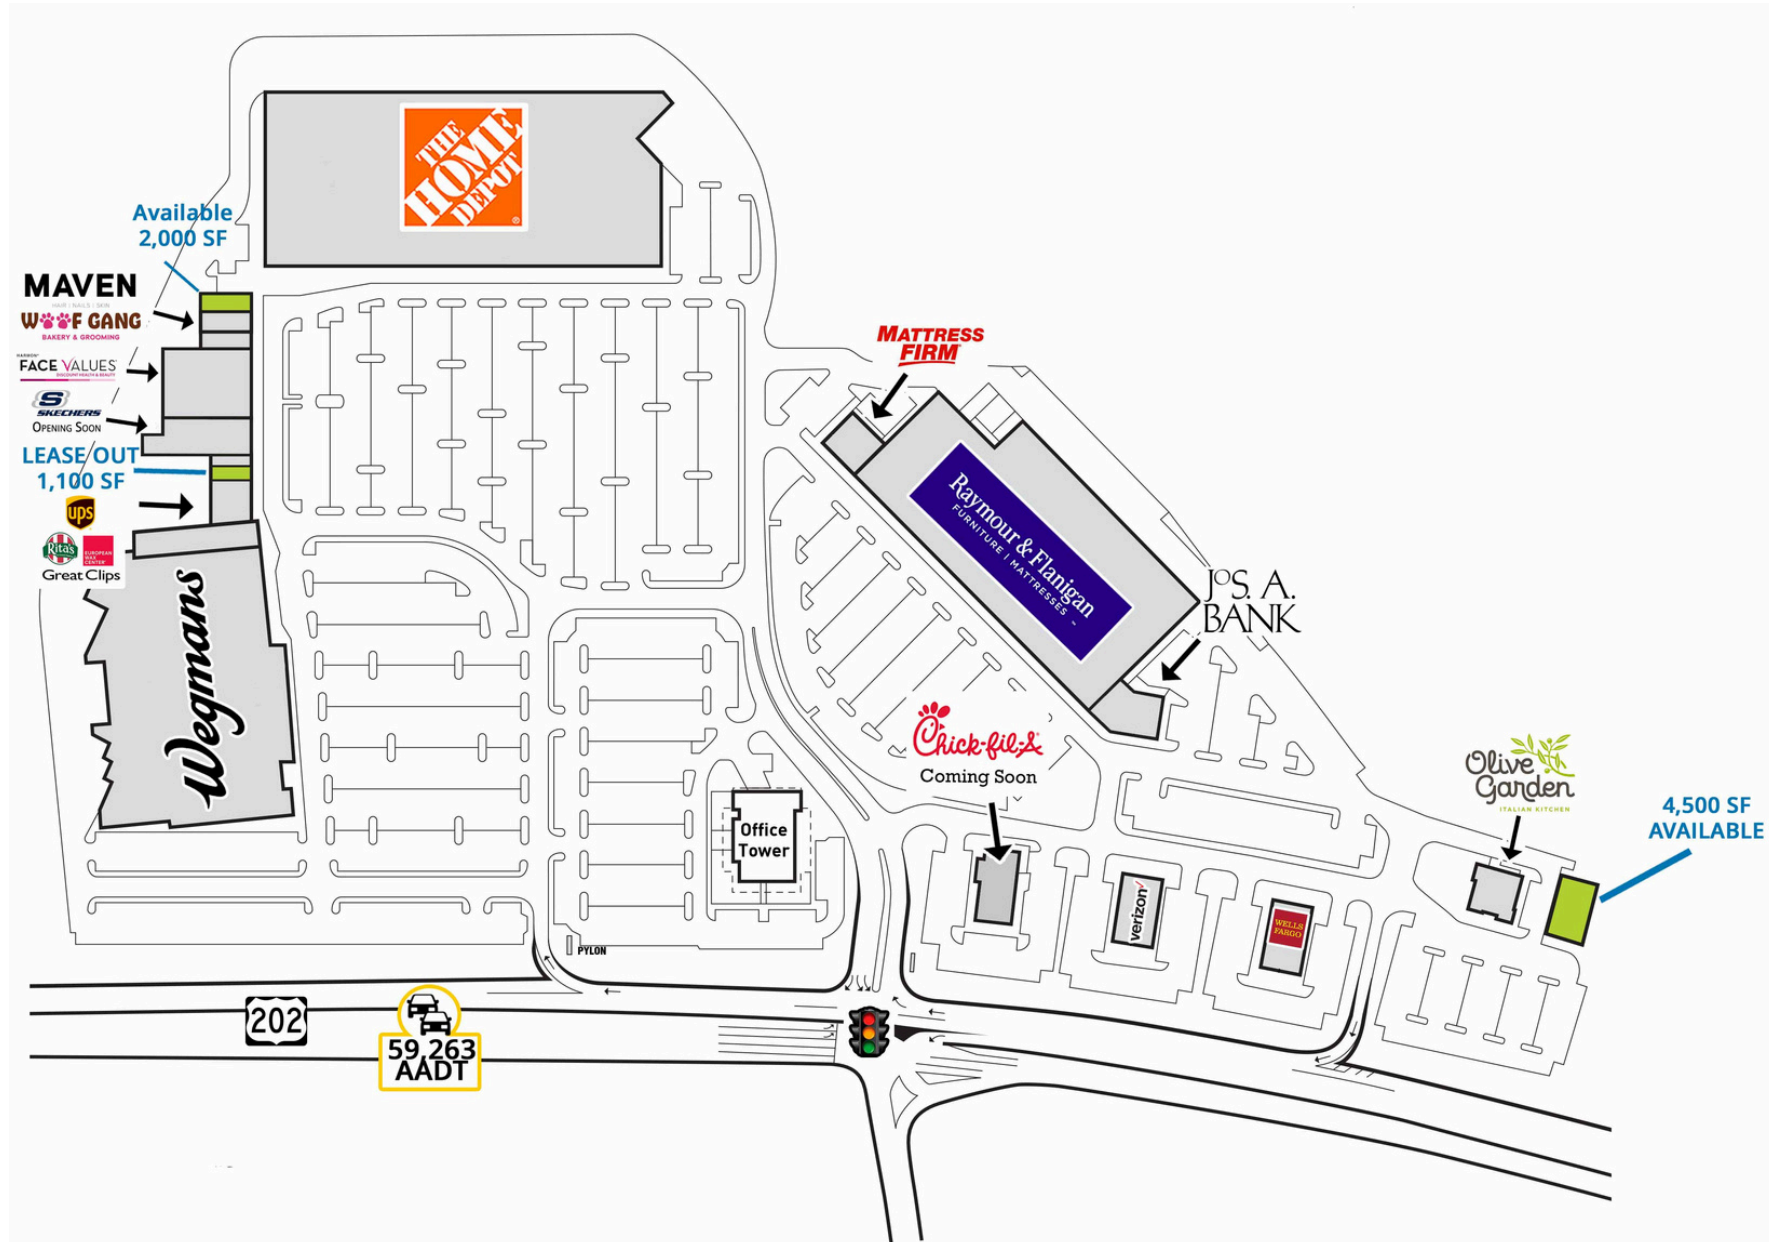 THE
HOME
DEPOT
Available
2,000 SF
MAVEN
HAIR | NAILS | SKIN
WOOF GANG
BAKERY & GROOMING
HARMON
FACE VALUES
DISCOUNT HEALTH & BEAUTY
S
SKECHERS
OPENING SOON
LEASE OUT
1,100 SF
ups
Rita's
EUROPEAN
WAX
CENTER
Great Clips
Wegmans
MATTRESS
FIRM
Raymour & Flanigan
FURNITURE | MATTRESSES
JOS. A.
BANK
Chick-fil-A
Coming Soon
Olive
Garden
ITALIAN KITCHEN
4,500 SF
AVAILABLE
Office
Tower
verizon
WELLS
FARGO
PYLON
202
59,263
AADT